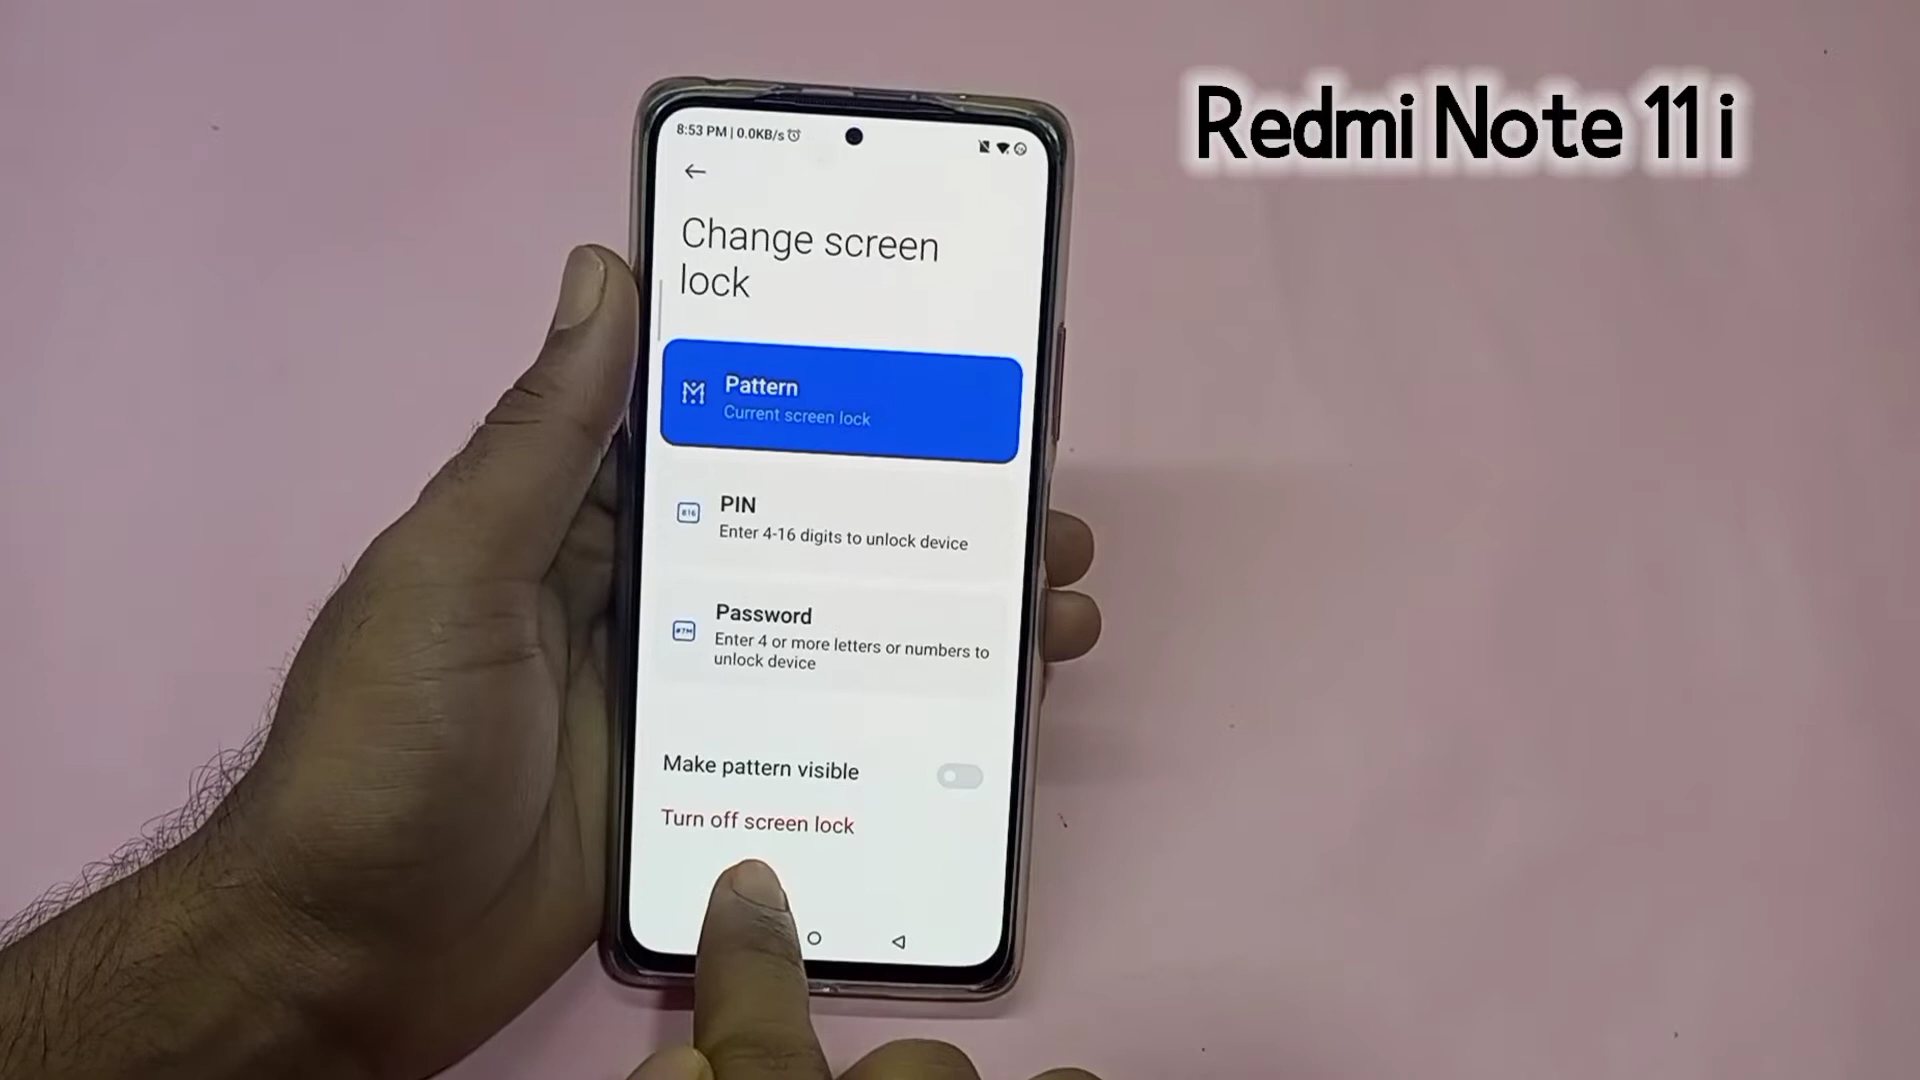 Redmi Note 11 i
8:53 PM | 0.0KB/s
Change screen
lock
Pattern
Current screen lock
PIN
Enter 4-16 digits to unlock device
Password
Enter 4 or more letters or numbers to
unlock device
Make pattern visible
Turn off screen lock